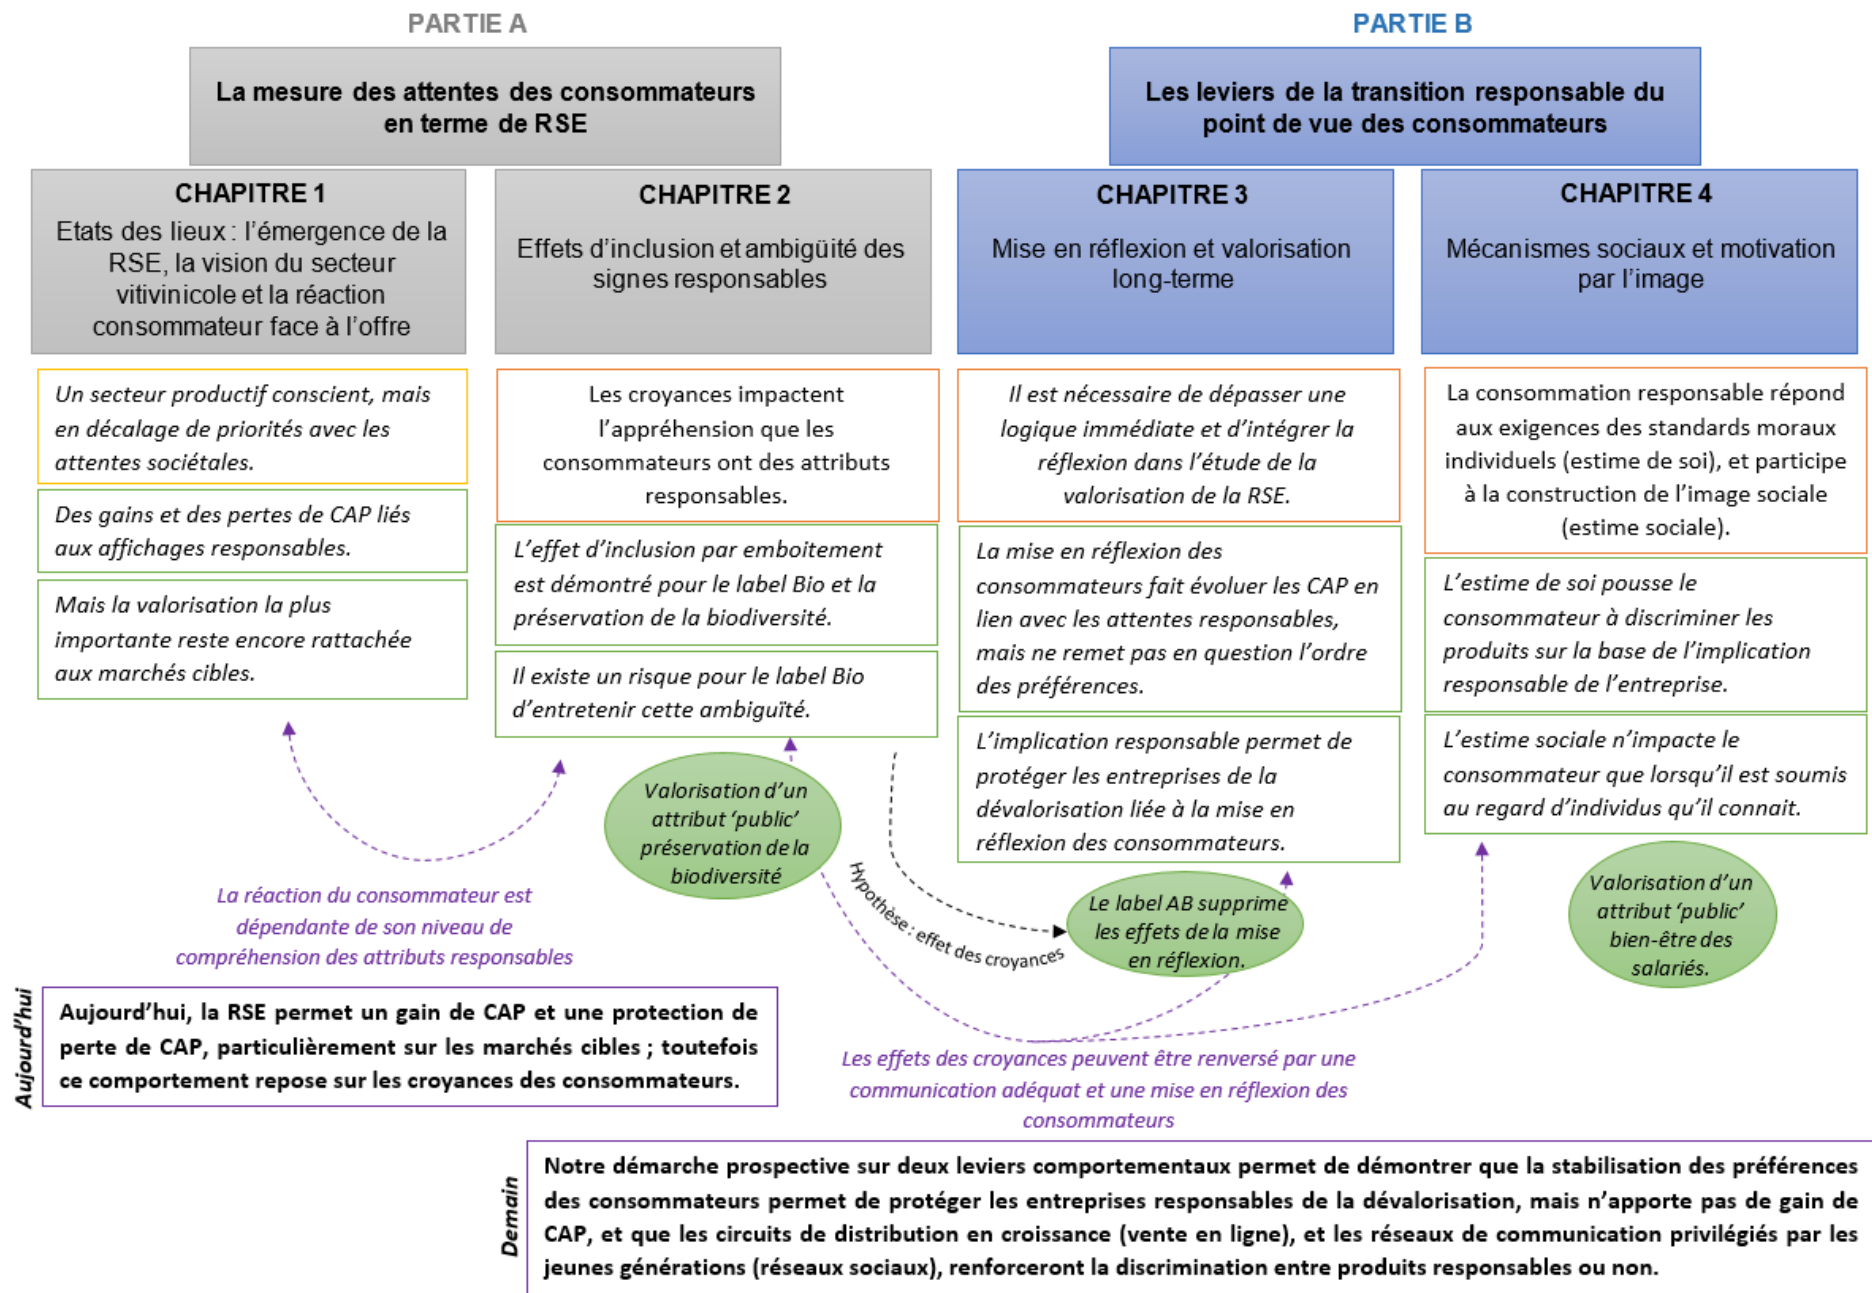 PARTIE A
La mesure des attentes des consommateurs
en terme de RSE
CHAPITRE 1
Etats des lieux : l’émergence de la
RSE, la vision du secteur
vitivinicole et la réaction
consommateur face à l’offre
CHAPITRE 2
Effets d’inclusion et ambigüité des
signes responsables
Un secteur productif conscient, mais
en décalage de priorités avec les
attentes sociétales.
Des gains et des pertes de CAP liés
aux affichages responsables.
Mais la valorisation la plus
importante reste encore rattachée
aux marchés cibles.
Les croyances impactent
l’appréhension que les
consommateurs ont des attributs
responsables.
L’effet d’inclusion par emboitement
est démontré pour le label Bio et la
préservation de la biodiversité.
Il existe un risque pour le label Bio
d’entretenir cette ambiguïté.
Valorisation d’un
attribut ‘public’
préservation de la
biodiversité
La réaction du consommateur est
dépendante de son niveau de
compréhension des attributs responsables
PARTIE B
Les leviers de la transition responsable du
point de vue des consommateurs
CHAPITRE 3
Mise en réflexion et valorisation
long-terme
CHAPITRE 4
Mécanismes sociaux et motivation
par l’image
Il est nécessaire de dépasser une
logique immédiate et d’intégrer la
réflexion dans l’étude de la
valorisation de la RSE.
La mise en réflexion des
consommateurs fait évoluer les CAP en
lien avec les attentes responsables,
mais ne remet pas en question l’ordre
des préférences.
L’implication responsable permet de
protéger les entreprises de la
dévalorisation liée à la mise en
réflexion des consommateurs.
Hypothèse : effet des croyances
Le label AB supprime
les effets de la mise
en réflexion.
La consommation responsable répond
aux exigences des standards moraux
individuels (estime de soi), et participe
à la construction de l’image sociale
(estime sociale).
L’estime de soi pousse le
consommateur à discriminer les
produits sur la base de l’implication
responsable de l’entreprise.
L’estime sociale n’impacte le
consommateur que lorsqu’il est soumis
au regard d’individus qu’il connait.
Valorisation d’un
attribut ‘public’
bien-être des
salariés.
Les effets des croyances peuvent être renversé par une
communication adéquat et une mise en réflexion des
consommateurs
Aujourd’hui
Aujourd’hui, la RSE permet un gain de CAP et une protection de
perte de CAP, particulièrement sur les marchés cibles ; toutefois
ce comportement repose sur les croyances des consommateurs.
Demain
Notre démarche prospective sur deux leviers comportementaux permet de démontrer que la stabilisation des préférences
des consommateurs permet de protéger les entreprises responsables de la dévalorisation, mais n’apporte pas de gain de
CAP, et que les circuits de distribution en croissance (vente en ligne), et les réseaux de communication privilégiés par les
jeunes générations (réseaux sociaux), renforceront la discrimination entre produits responsables ou non.